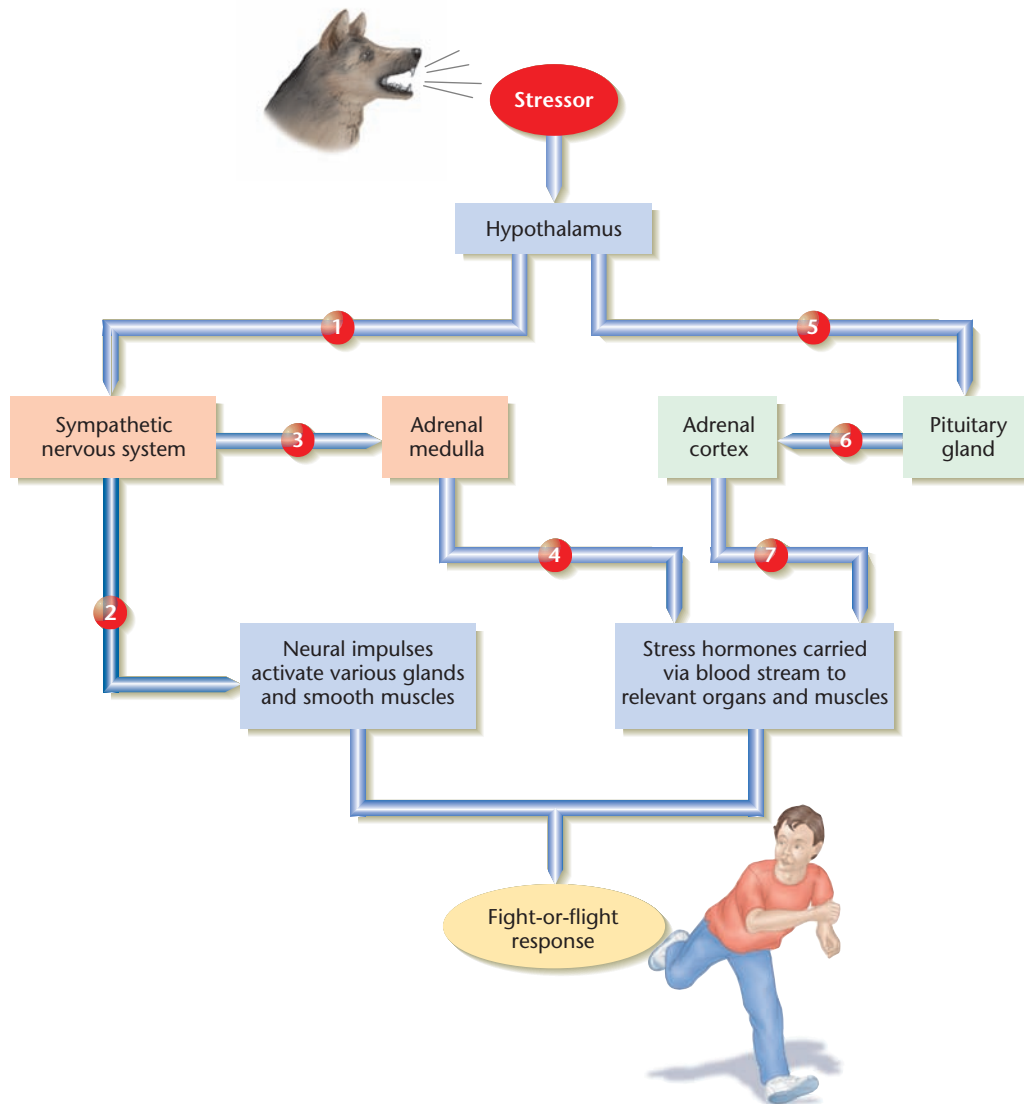 Stressor
Hypothalamus
1
5
Sympathetic
nervous system
3
Adrenal
medulla
Adrenal
cortex
6
Pituitary
gland
4
7
2
Neural impulses
activate various glands
and smooth muscles
Stress hormones carried
via blood stream to
relevant organs and muscles
Fight-or-flight
response